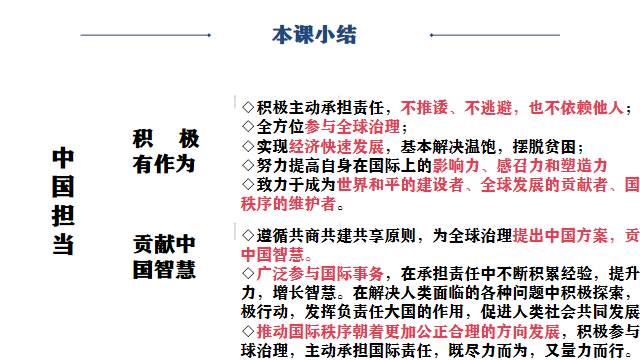 本课小结
中国担当
积 极
有作为
◇积极主动承担责任，不推诿、不逃避，也不依赖他人；
◇全方位参与全球治理；
◇实现经济快速发展，基本解决温饱，摆脱贫困；
◇努力提高自身在国际上的影响力、感召力和塑造力
◇致力于成为世界和平的建设者、全球发展的贡献者、国
秩序的维护者。
贡献中
国智慧
◇遵循共商共建共享原则，为全球治理提出中国方案，贡
中国智慧。
◇广泛参与国际事务，在承担责任中不断积累经验，提升
力，增长智慧。在解决人类面临的各种问题中积极探索，
极行动，发挥负责任大国的作用，促进人类社会共同发展
◇推动国际秩序朝着更加公正合理的方向发展，积极参与
球治理，主动承担国际责任，既尽力而为，又量力而行。